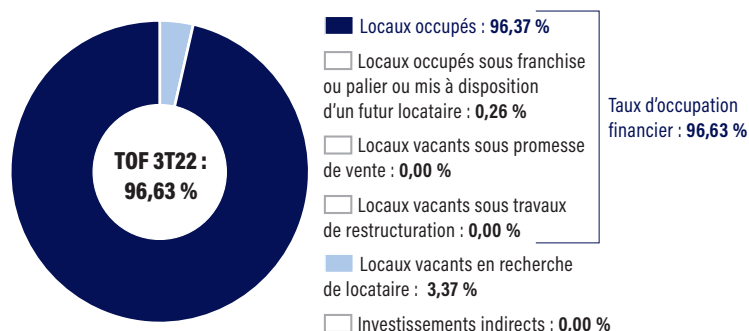 TOF 3T22 :
96,63 %
Locaux occupés : 96,37 %
Locaux occupés sous franchise
ou palier ou mis à disposition
d'un futur locataire : 0,26 %
Locaux vacants sous promesse
de vente : 0,00 %
Locaux vacants sous travaux
de restructuration : 0,00 %
Taux d'occupation
financier : 96,63 %
Locaux vacants en recherche
de locataire : 3,37 %
Investissements indirects : 0,00 %